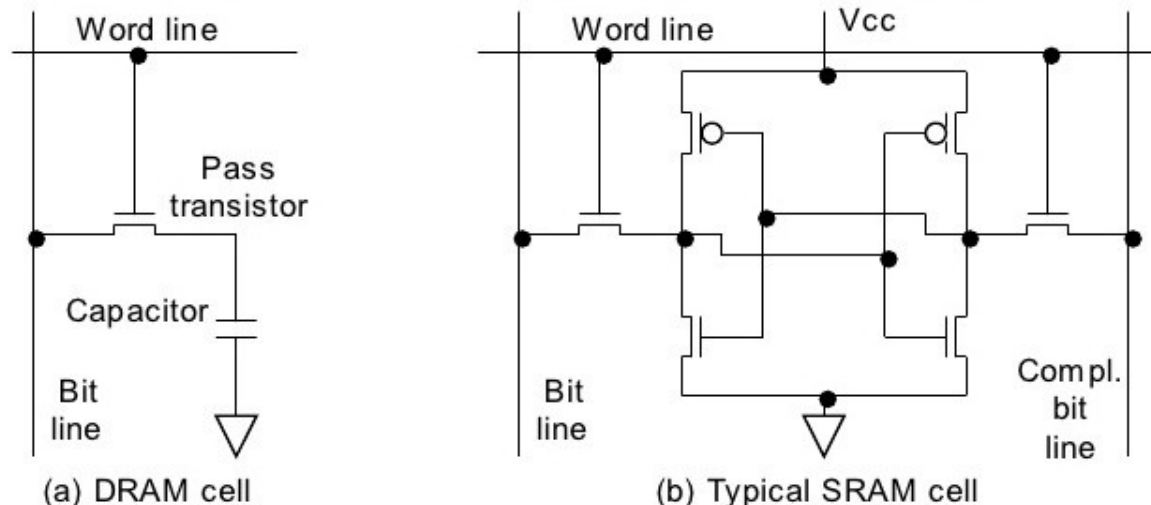 Word line
Pass
transistor
Capacitor
Bit
line
(a) DRAM cell
Word line
Vcc
Bit
line
Compl.
bit
line
(b) Typical SRAM cell